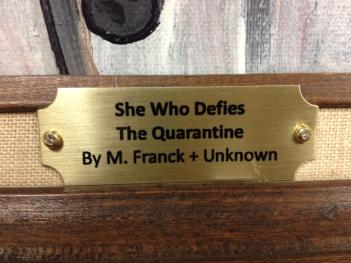 She Who Defies
The Quarantine
By M. Franck + Unknown